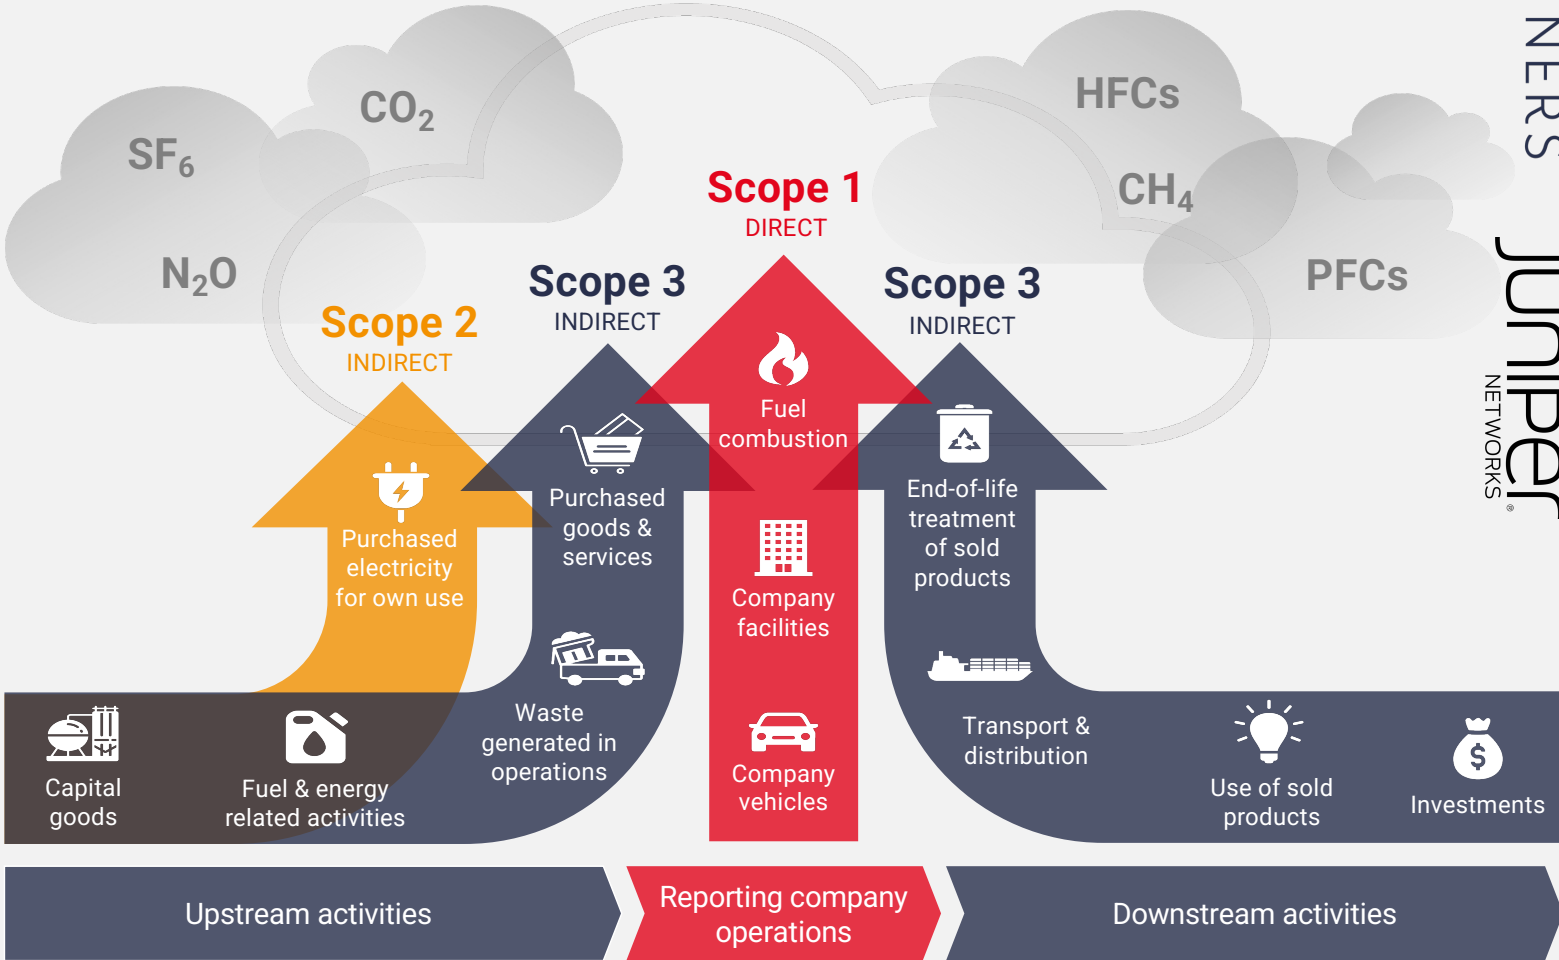 CO₂
SF₆
N₂O
HFCs
CH₄
PFCs
NERS
JUNIPER
NETWORKS
®
Scope 1
DIRECT
Scope 2
INDIRECT
Scope 3
INDIRECT
Scope 3
INDIRECT
Purchased
electricity
for own use
Purchased
goods &
services
Waste
generated in
operations
Capital
goods
Fuel & energy
related activities
Fuel
combustion
Company
facilities
Company
vehicles
End-of-life
treatment
of sold
products
Transport &
distribution
Use of sold
products
$
Investments
Upstream activities
Reporting company
operations
Downstream activities